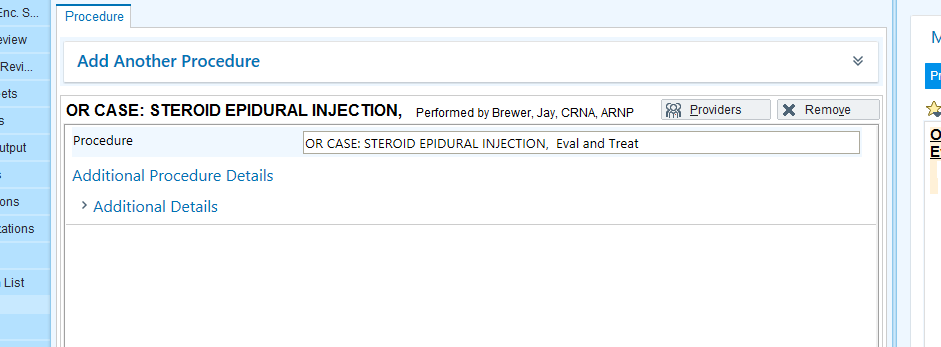 Enc. S...
eview
Revi...
ets
s
utput
s
ons
tations
List
Procedure
Add Another Procedure
OR CASE: STEROID EPIDURAL INJECTION, Performed by Brewer, Jay, CRNA, ARNP
Providers
Remove
Procedure
OR CASE: STEROID EPIDURAL INJECTION,  Eval and Treat
Additional Procedure Details
Additional Details
M
Pr
O
E